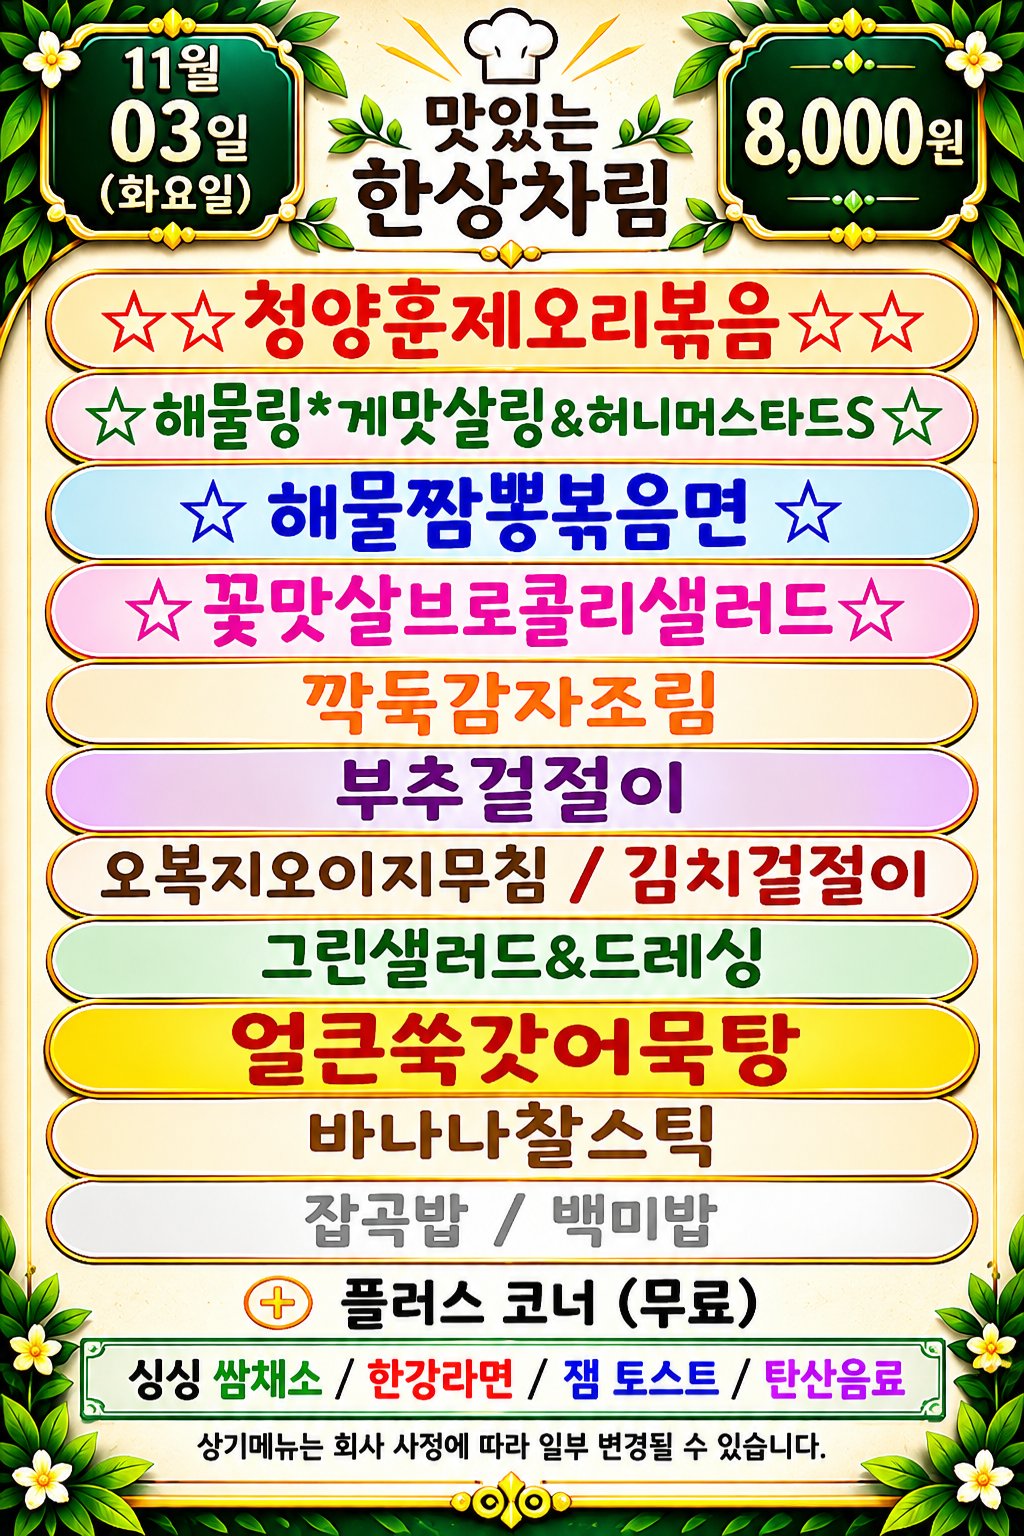 11월
03일
(화요일)
맛있는
한상차림
8,000원
☆☆청양훈제오리볶음☆☆
☆해물링*게맛살링&허니머스타드S☆
☆ 해물짬뽕볶음면 ☆
☆꽃맛살브로콜리샐러드☆
깍둑감자조림
부추겉절이
오복지오이지무침 / 김치겉절이
그린샐러드&드레싱
얼큰쑥갓어묵탕
바나나찰스틱
잡곡밥 / 백미밥
플러스 코너 (무료)
싱싱 쌈채소 / 한강라면 / 잼 토스트 / 탄산음료
상기메뉴는 회사 사정에 따라 일부 변경될 수 있습니다.